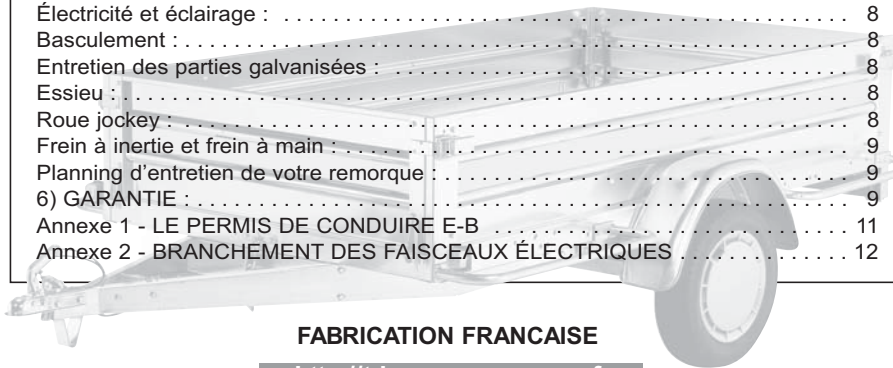 Électricité et éclairage : . . . . . . . . . . . . . . . . . . . . . . . . . . . . . . . . . . . . . . . . . . . . . . . 8
Basculement : . . . . . . . . . . . . . . . . . . . . . . . . . . . . . . . . . . . . . . . . . . . . . . . . . . . . . . . 8
Entretien des parties galvanisées : . . . . . . . . . . . . . . . . . . . . . . . . . . . . . . . . . . . . . . 8
Essieu : . . . . . . . . . . . . . . . . . . . . . . . . . . . . . . . . . . . . . . . . . . . . . . . . . . . . . . . . . . . . 8
Roue jockey : . . . . . . . . . . . . . . . . . . . . . . . . . . . . . . . . . . . . . . . . . . . . . . . . . . . . . . . 8
Frein à inertie et frein à main : . . . . . . . . . . . . . . . . . . . . . . . . . . . . . . . . . . . . . . . . . . 9
Planning d'entretien de votre remorque : . . . . . . . . . . . . . . . . . . . . . . . . . . . . . . . . . 9
6) GARANTIE : . . . . . . . . . . . . . . . . . . . . . . . . . . . . . . . . . . . . . . . . . . . . . . . . . . . . . . 9
Annexe 1 - LE PERMIS DE CONDUIRE E-B . . . . . . . . . . . . . . . . . . . . . . . . . . . . 11
Annexe 2 - BRANCHEMENT DES FAISCEAUX ÉLECTRIQUES . . . . . . . . . . . . . . 12
FABRICATION FRANCAISE